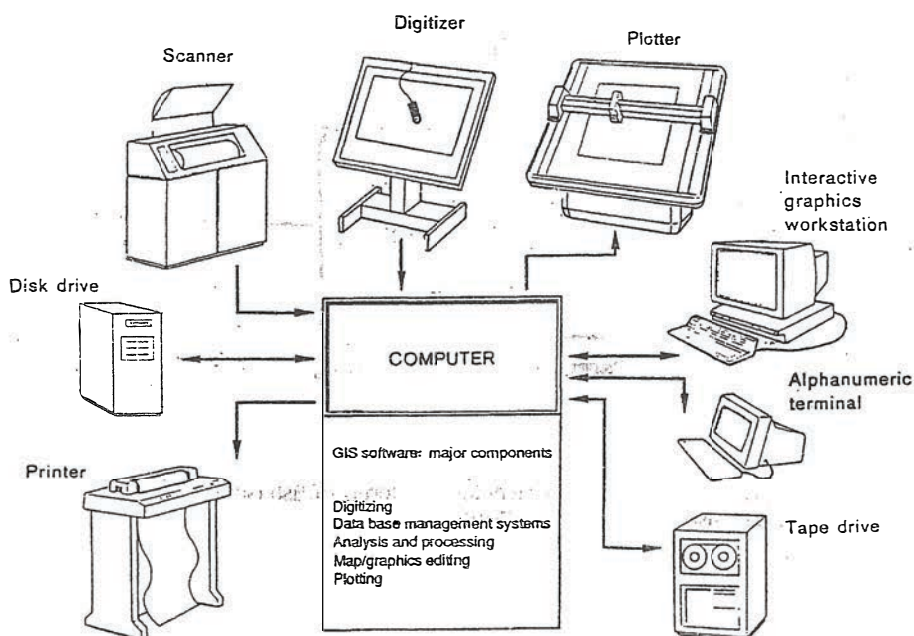 Digitizer
Plotter
Scanner
Interactive
graphics
workstation
Disk drive
COMPUTER
Alphanumeric
terminal
Printer
GIS software: major components
Digitizing
Data base management systems
Analysis and processing
Map/graphics editing
Plotting
Tape drive